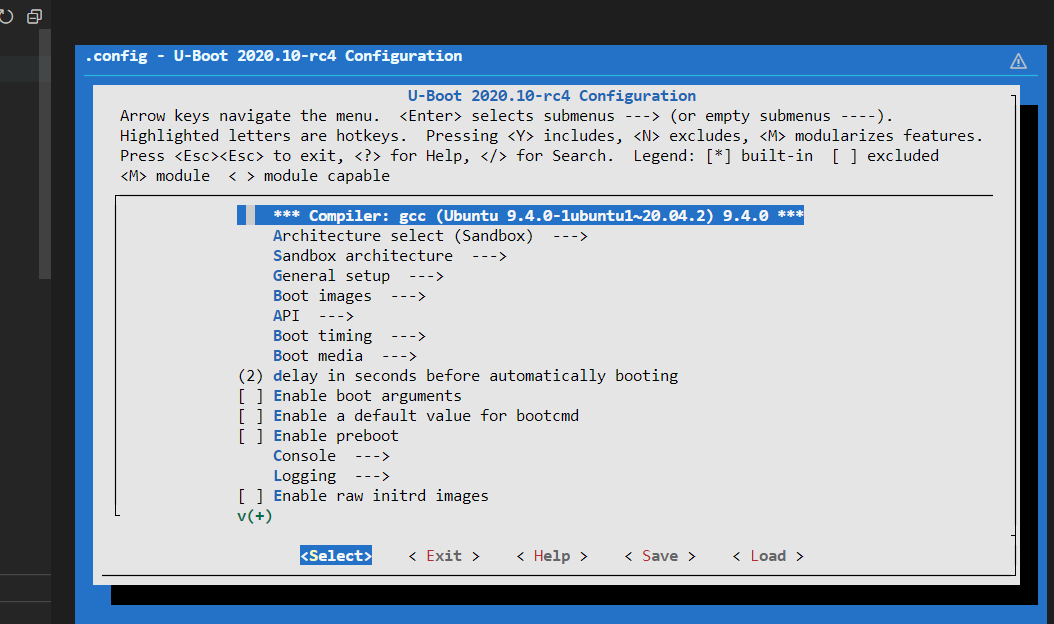 .config - U-Boot 2020.10-rc4 Configuration
U-Boot 2020.10-rc4 Configuration
Arrow keys navigate the menu.  <Enter> selects submenus ---> (or empty submenus ----).
Highlighted letters are hotkeys.  Pressing <Y> includes, <N> excludes, <M> modularizes features.
Press <Esc><Esc> to exit, <?> for Help, </> for Search.  Legend: [*] built-in  [ ] excluded
<M> module  < > module capable
*** Compiler: gcc (Ubuntu 9.4.0-1ubuntu1~20.04.2) 9.4.0 ***
Architecture select (Sandbox)  --->
Sandbox architecture  --->
General setup  --->
Boot images  --->
API  --->
Boot timing  --->
Boot media  --->
(2) delay in seconds before automatically booting
[ ] Enable boot arguments
[ ] Enable a default value for bootcmd
[ ] Enable preboot
Console  --->
Logging  --->
[ ] Enable raw initrd images
v(+)
<Select>    < Exit >    < Help >    < Save >    < Load >